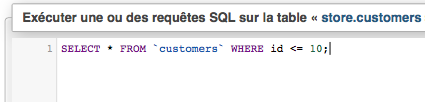 Exécuter une ou des requêtes SQL sur la table « store.customers
1 SELECT * FROM `customers` WHERE id <= 10;